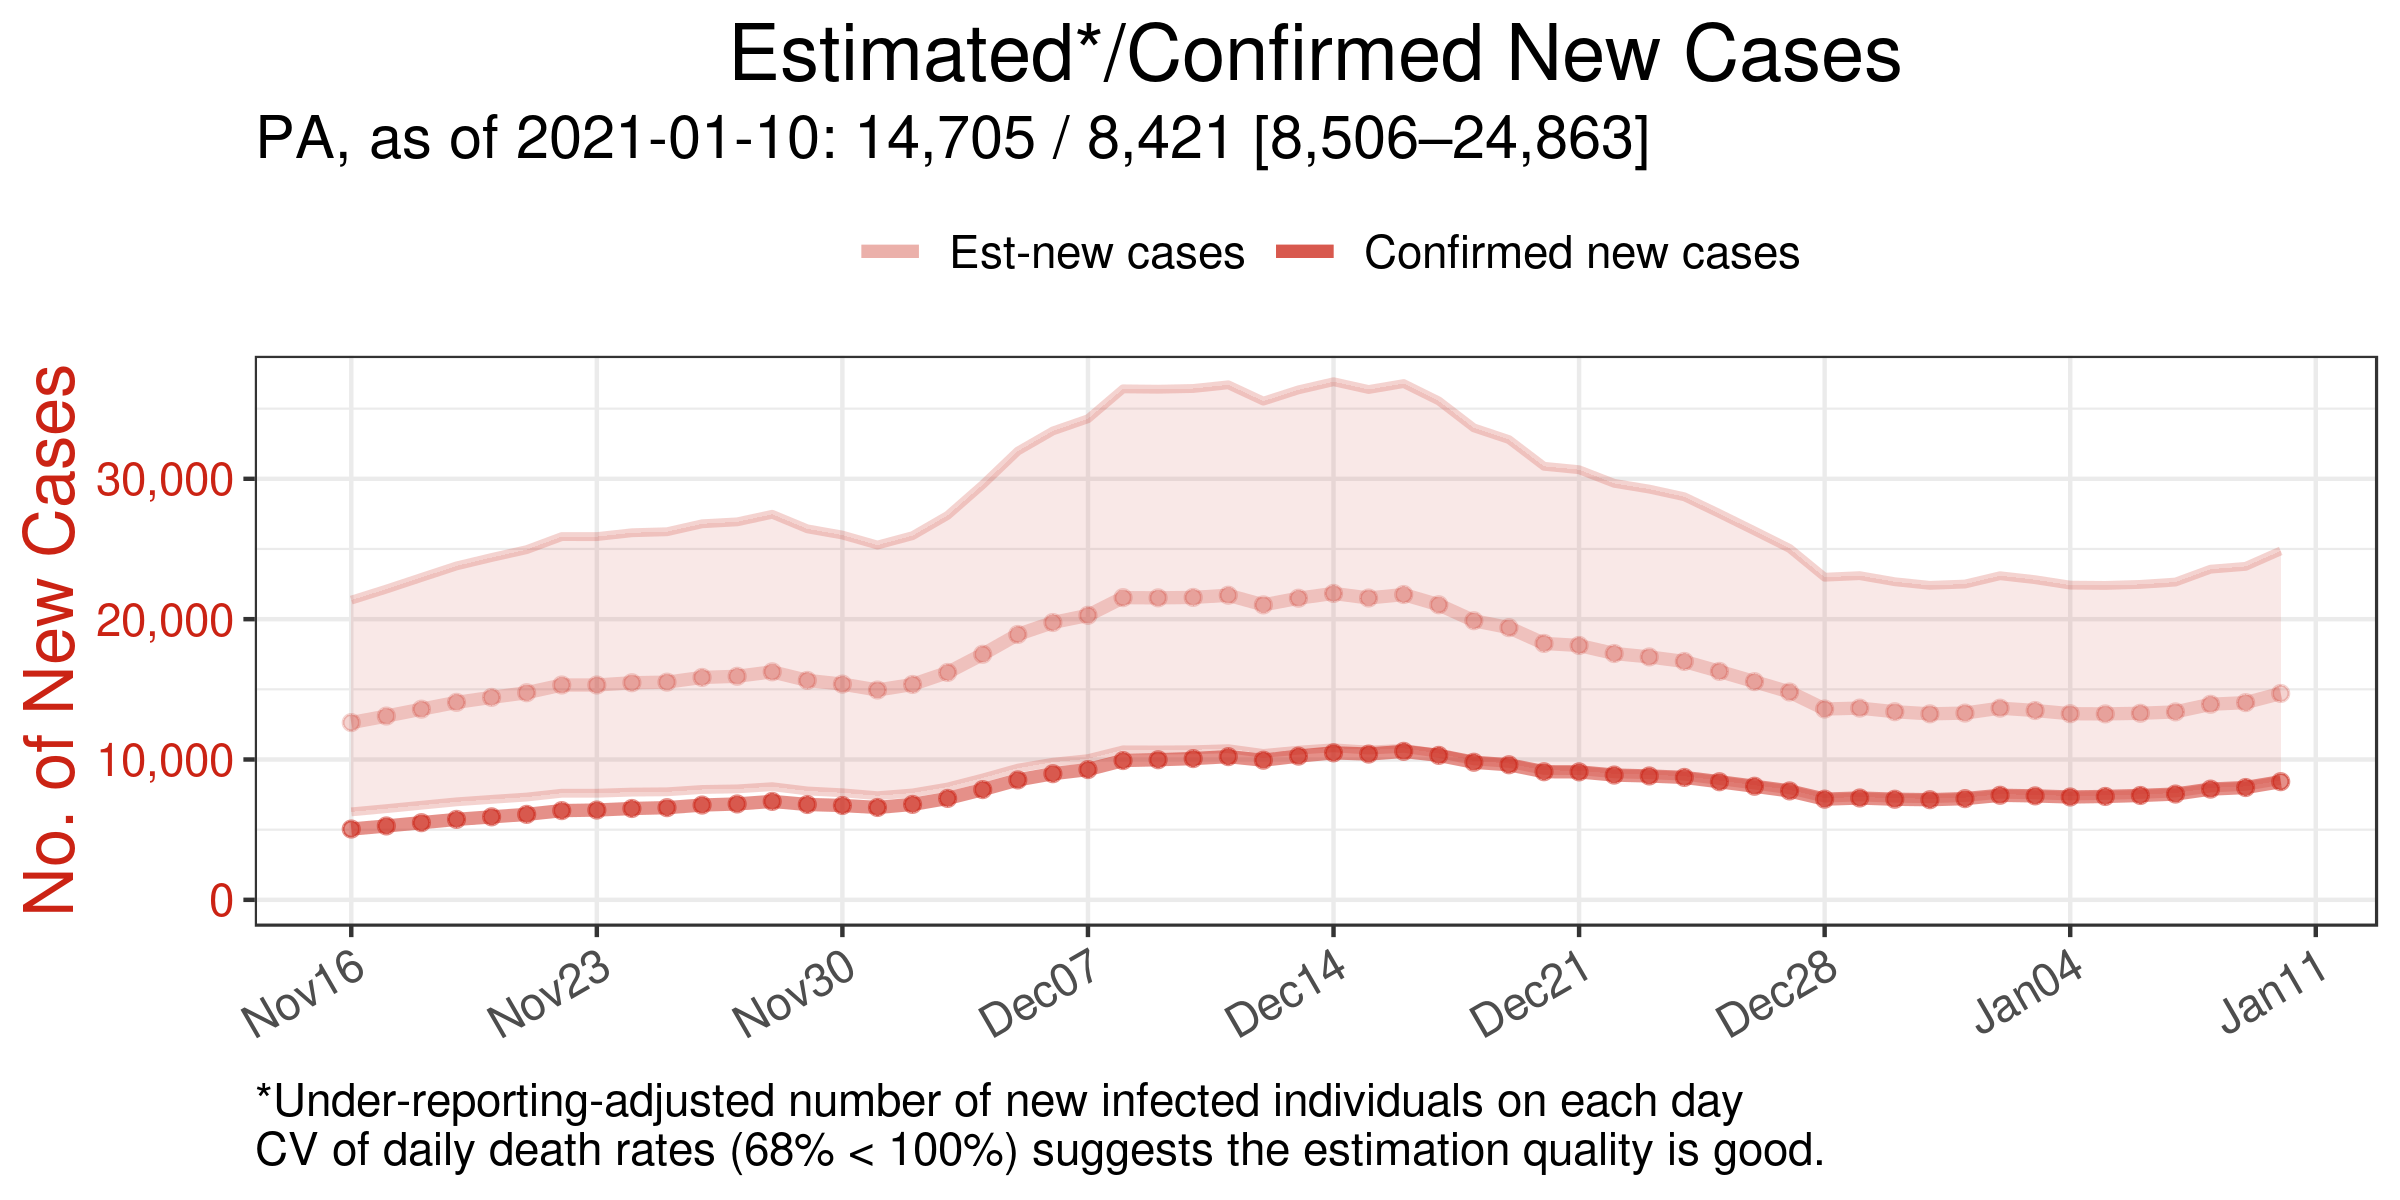 Estimated*/Confirmed New Cases
PA, as of 2021-01-10: 14,705 / 8,421 [8,506–24,863]
Est-new cases
Confirmed new cases
No. of New Cases
30,000
20,000
10,000
0
Nov16
Nov23
Nov30
Dec07
Dec14
Dec21
Dec28
Jan04
Jan11
*Under-reporting-adjusted number of new infected individuals on each day
CV of daily death rates (68% < 100%) suggests the estimation quality is good.